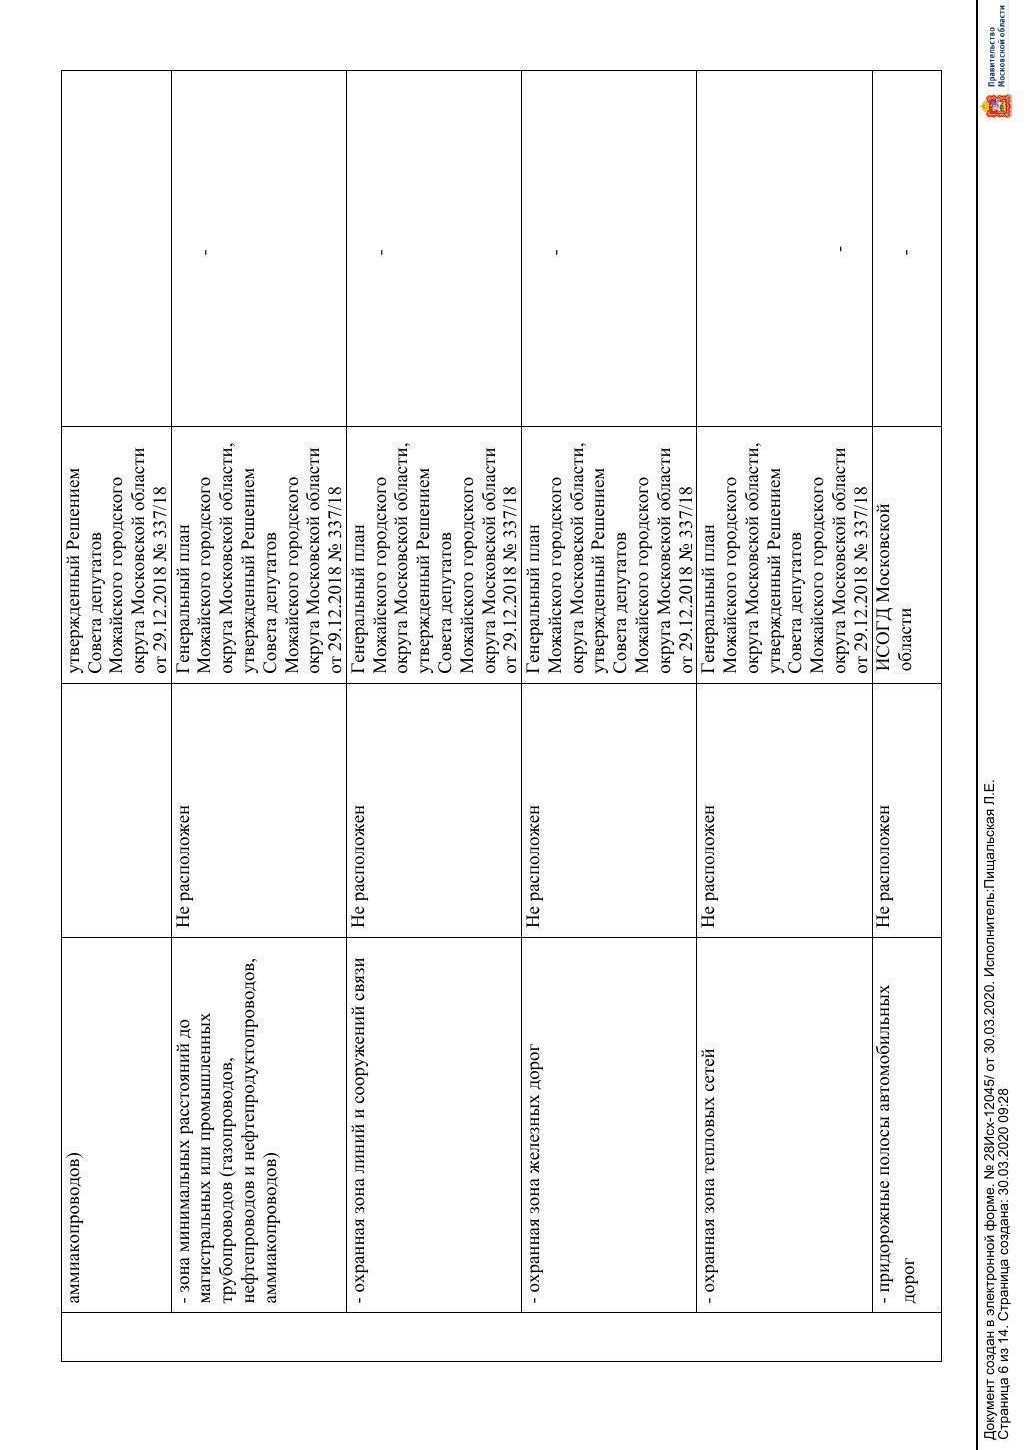 аммиакопроводов)
утвержденный Решением
Совета депутатов
Можайского городского
округа Московской области
от 29.12.2018 № 337/18
- зона минимальных расстояний до
магистральных или промышленных
трубопроводов (газопроводов,
нефтепроводов и нефтепродуктопроводов,
аммиакопроводов)
Не расположен
Генеральный план
Можайского городского
округа Московской области,
утвержденный Решением
Совета депутатов
Можайского городского
округа Московской области
от 29.12.2018 № 337/18
-
- охранная зона линий и сооружений связи
Не расположен
Генеральный план
Можайского городского
округа Московской области,
утвержденный Решением
Совета депутатов
Можайского городского
округа Московской области
от 29.12.2018 № 337/18
-
- охранная зона железных дорог
Не расположен
Генеральный план
Можайского городского
округа Московской области,
утвержденный Решением
Совета депутатов
Можайского городского
округа Московской области
от 29.12.2018 № 337/18
-
- охранная зона тепловых сетей
Не расположен
Генеральный план
Можайского городского
округа Московской области,
утвержденный Решением
Совета депутатов
Можайского городского
округа Московской области
от 29.12.2018 № 337/18
-
- придорожные полосы автомобильных
дорог
Не расположен
ИСОГД Московской
области
-
Документ создан в электронной форме. № 28Исх-12045/ от 30.03.2020. Исполнитель:Пищальская Л.Е.
Страница 6 из 14. Страница создана: 30.03.2020 09:28
Правительство
Московской области